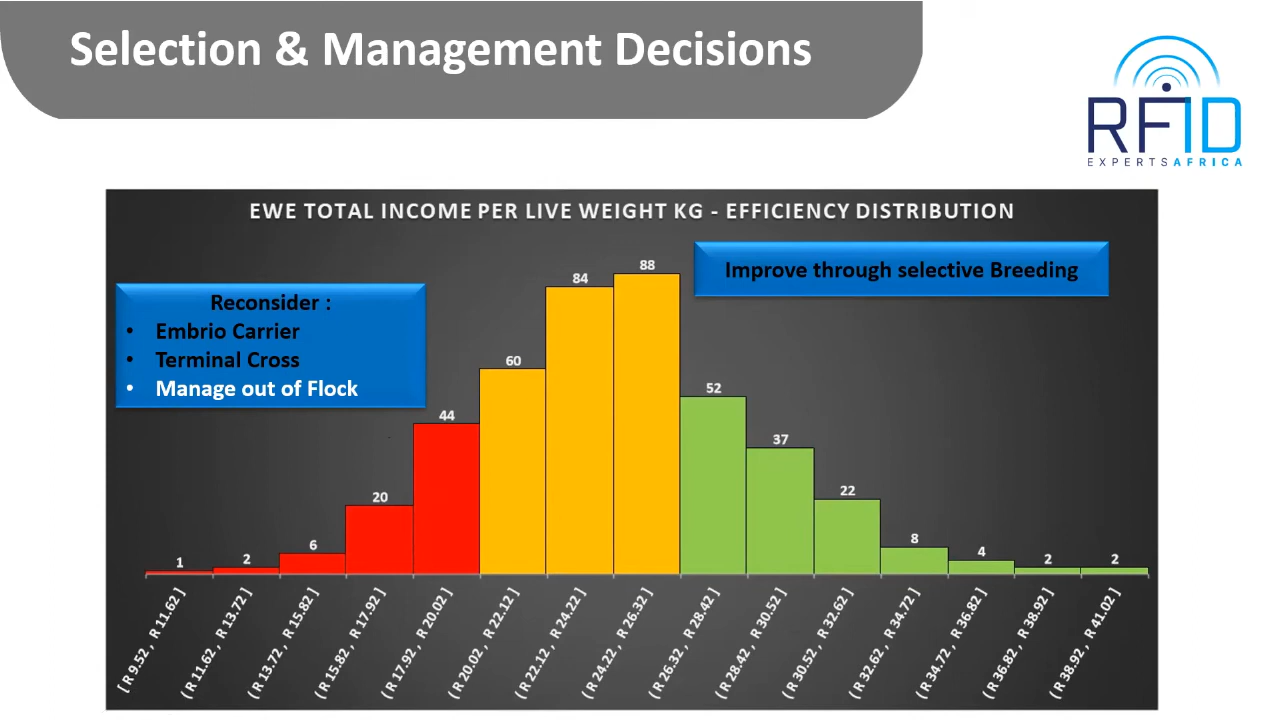 Selection & Management Decisions
RFID
EXPERTSAFRICA
EWE TOTAL INCOME PER LIVE WEIGHT KG - EFFICIENCY DISTRIBUTION
Improve through selective Breeding
Reconsider :
• Embrio Carrier
• Terminal Cross
• Manage out of Flock
1
2
6
20
44
60
84
88
52
37
22
8
4
2
2
[ R 9.52 , R 11.62 ]
( R 11.62 , R 13.72 ]
( R 13.72 , R 15.82 ]
( R 15.82 , R 17.92 ]
( R 17.92 , R 20.02 ]
( R 20.02 , R 22.12 ]
( R 22.12 , R 24.22 ]
( R 24.22 , R 26.32 ]
( R 26.32 , R 28.42 ]
( R 28.42 , R 30.52 ]
( R 30.52 , R 32.62 ]
( R 32.62 , R 34.72 ]
( R 34.72 , R 36.82 ]
( R 36.82 , R 38.92 ]
( R 38.92 , R 41.02 ]